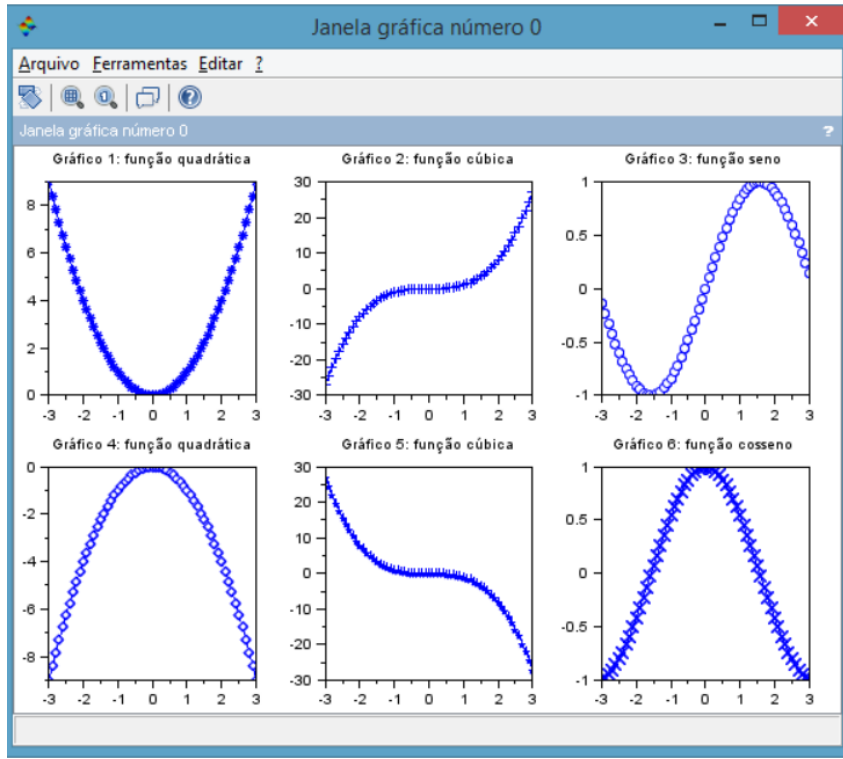 Janela gráfica número 0
Arquivo Ferramentas Editar ?
Janela gráfica número 0 ?
Gráfico 1: função quadrática
8
6
4
2
0
-3 -2 -1 0 1 2 3
Gráfico 2: função cúbica
30
20
10
0
-10
-20
-30
-3 -2 -1 0 1 2 3
Gráfico 3: função seno
1
0.5
0
-0.5
-1
-3 -2 -1 0 1 2 3
Gráfico 4: função quadrática
0
-2
-4
-6
-8
-3 -2 -1 0 1 2 3
Gráfico 5: função cúbica
30
20
10
0
-10
-20
-30
-3 -2 -1 0 1 2 3
Gráfico 6: função cosseno
1
0.5
0
-0.5
-1
-3 -2 -1 0 1 2 3